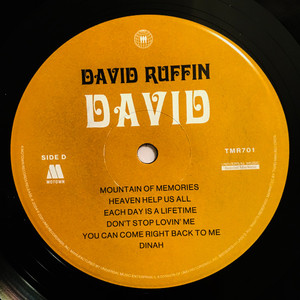 DAVID RUFFIN
DAVID
SIDE D
TMR701
MOTOWN
MOUNTAIN OF MEMORIES
HEAVEN HELP US ALL
EACH DAY IS A LIFETIME
DON'T STOP LOVIN' ME
YOU CAN COME RIGHT BACK TO ME
DINAH